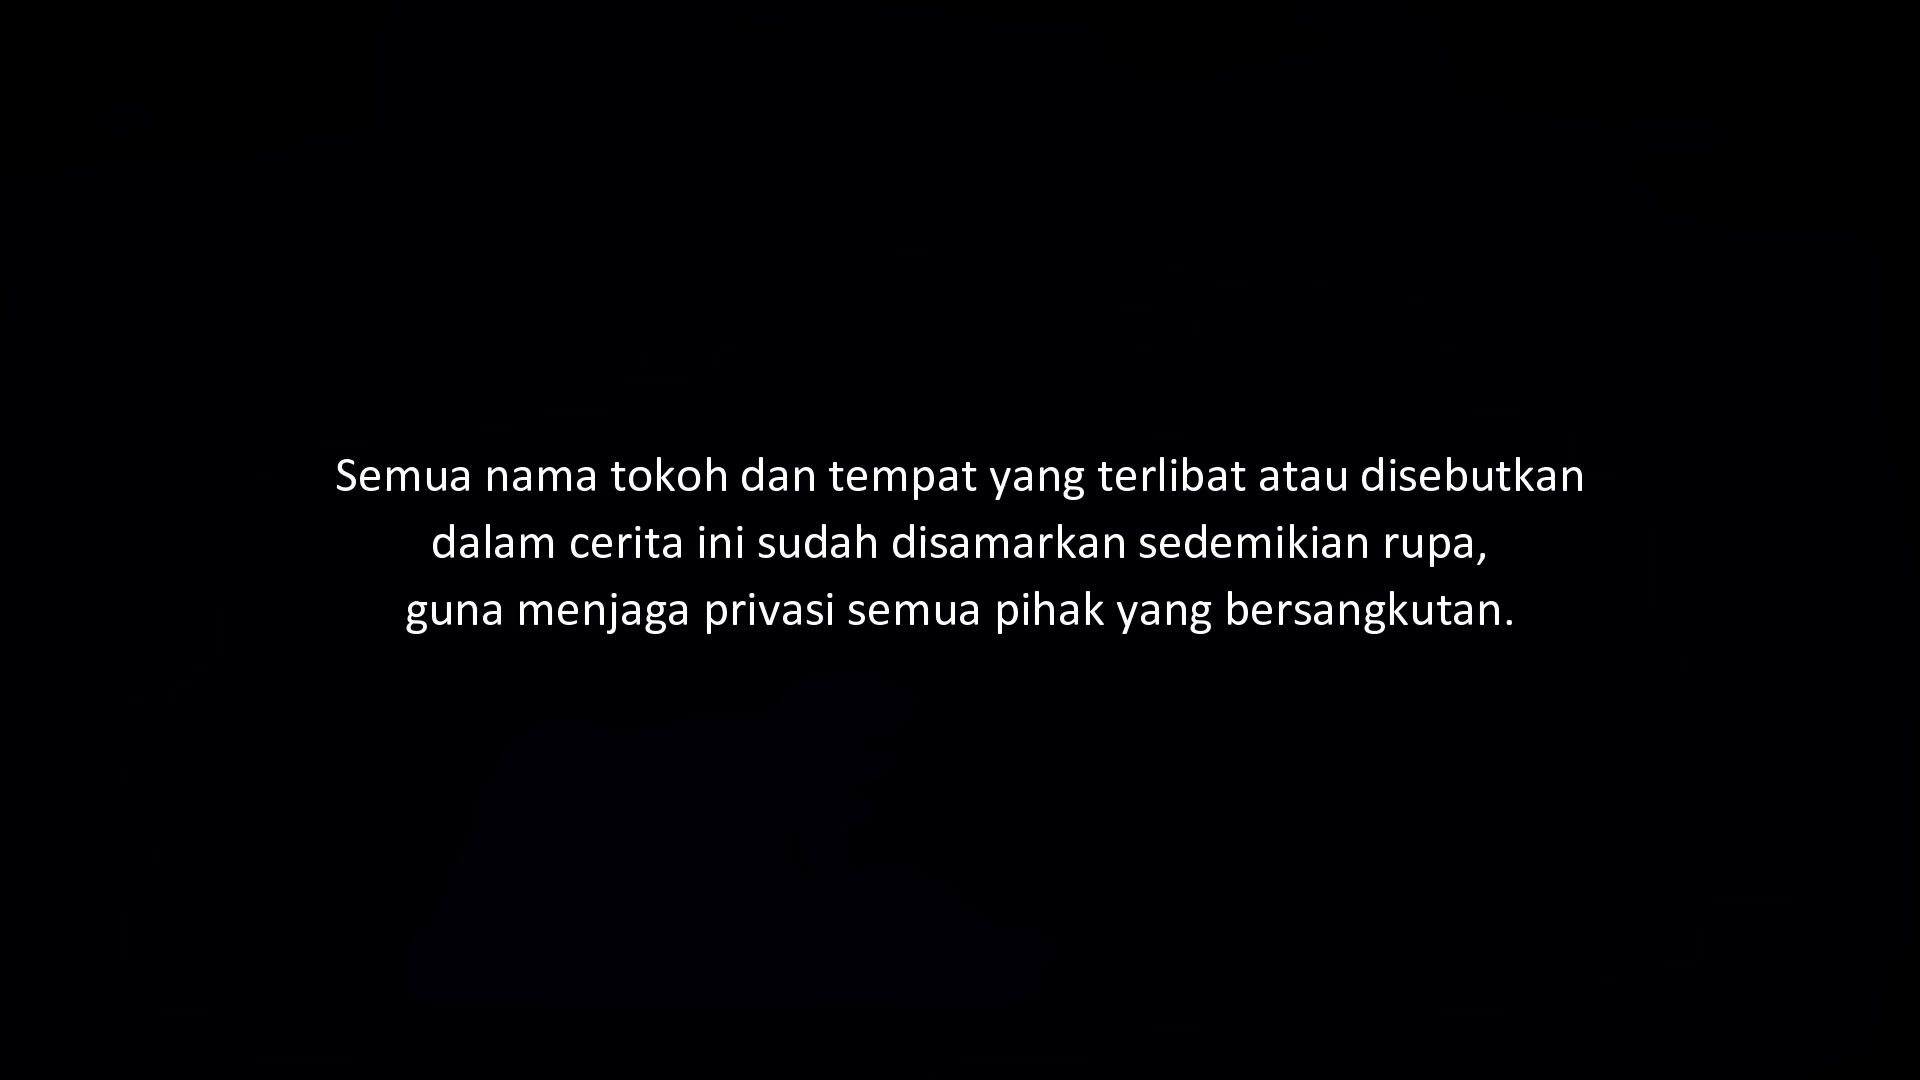 Semua nama tokoh dan tempat yang terlibat atau disebutkan
dalam cerita ini sudah disamarkan sedemikian rupa,
guna menjaga privasi semua pihak yang bersangkutan.